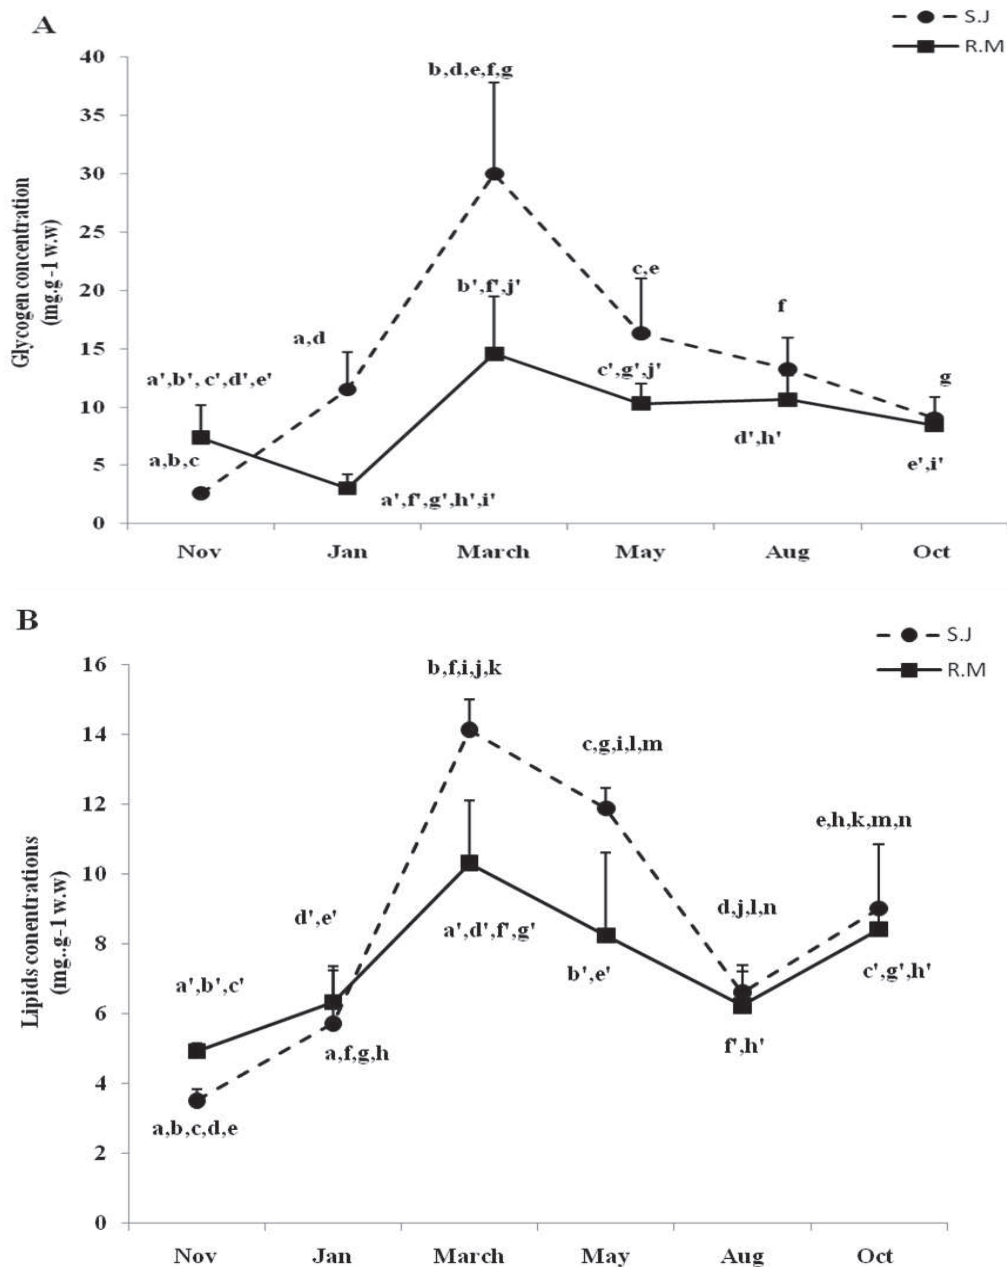 A
S.J
R.M
40
35
30
25
20
15
10
5
0
Glycogen concentration
(mg.g-1 w.w)
b,d,e,f,g
c,e
b',f',j'
f
a,d
c',g',j'
a',b', c',d',e'
g
d',h'
a,b,c
e',i'
a',f',g',h',i'
Nov Jan March May Aug Oct
B
S.J
R.M
16
14
12
10
8
6
4
2
0
Lipids conentrations
(mg..g-1 w.w)
b,f,i,j,k
c,g,i,l,m
e,h,k,m,n
d',e'
d,j,l,n
a',d',f',g'
a',b',c'
b',e'
c',g',h'
a,f,g,h
f',h'
a,b,c,d,e
Nov Jan March May Aug Oct